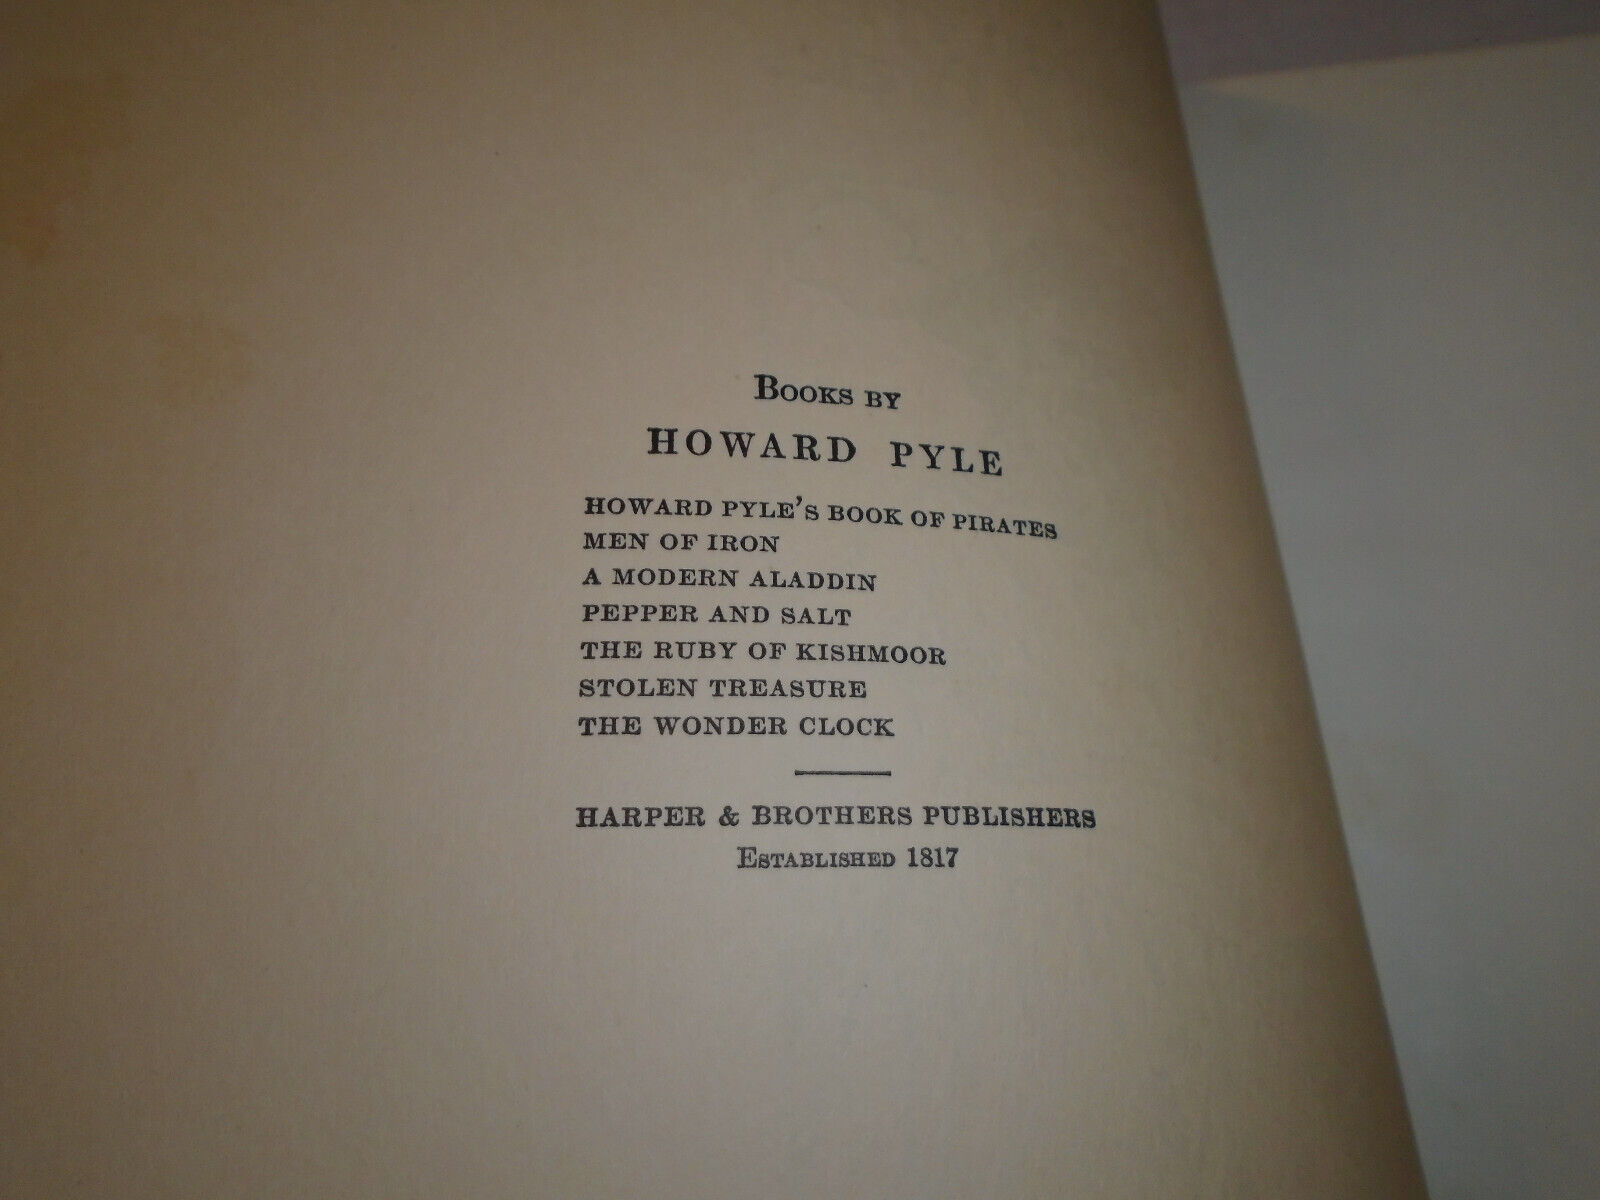 Books by
HOWARD PYLE
HOWARD PYLE'S BOOK OF PIRATES
MEN OF IRON
A MODERN ALADDIN
PEPPER AND SALT
THE RUBY OF KISHMOOR
STOLEN TREASURE
THE WONDER CLOCK
HARPER & BROTHERS PUBLISHERS
Established 1817